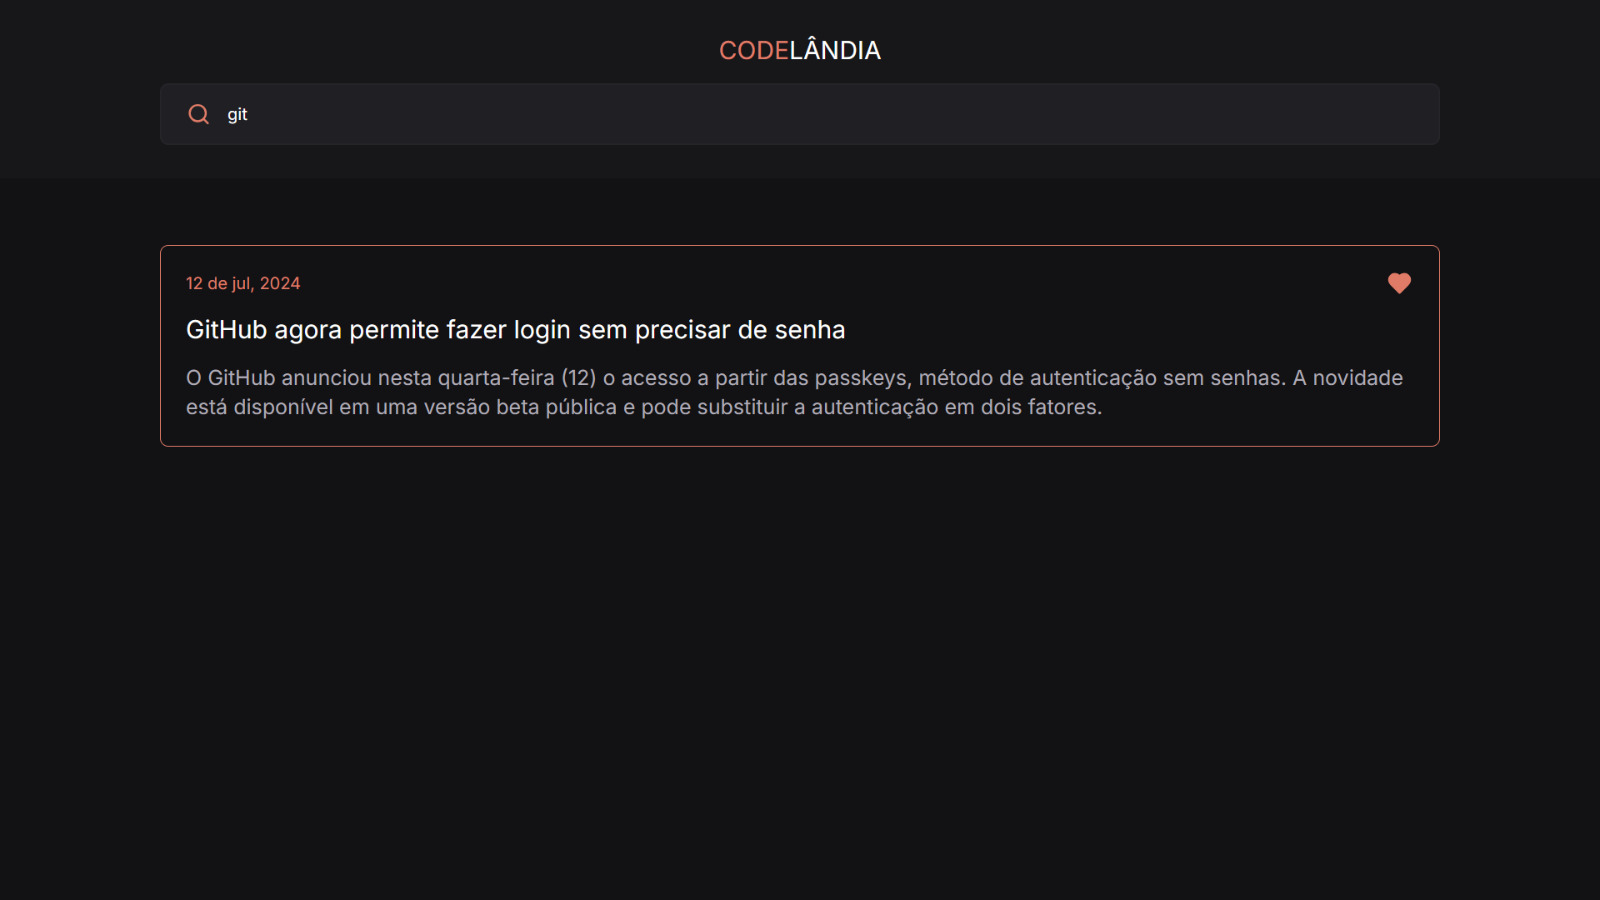 CODELÂNDIA
git
12 de jul, 2024
GitHub agora permite fazer login sem precisar de senha
O GitHub anunciou nesta quarta-feira (12) o acesso a partir das passkeys, método de autenticação sem senhas. A novidade
está disponível em uma versão beta pública e pode substituir a autenticação em dois fatores.